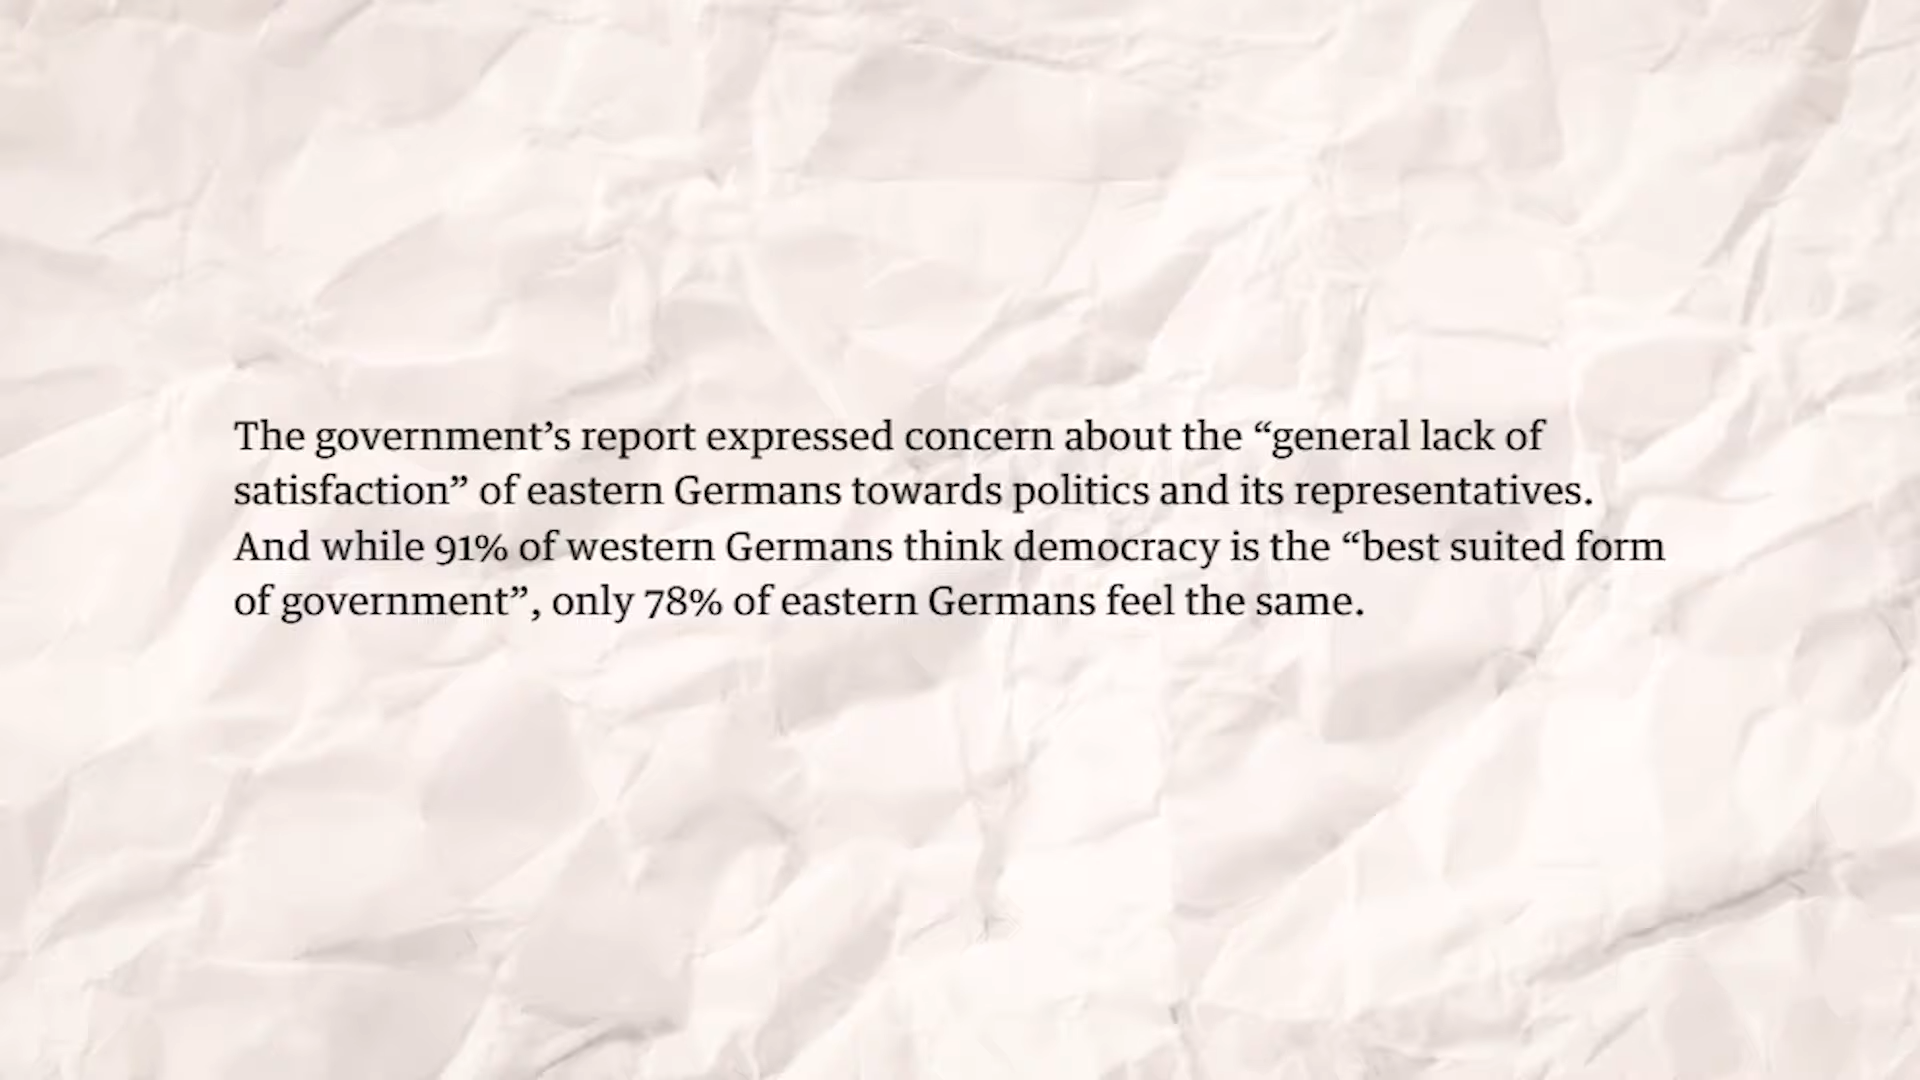 The government’s report expressed concern about the “general lack of
satisfaction” of eastern Germans towards politics and its representatives.
And while 91% of western Germans think democracy is the “best suited form
of government”, only 78% of eastern Germans feel the same.